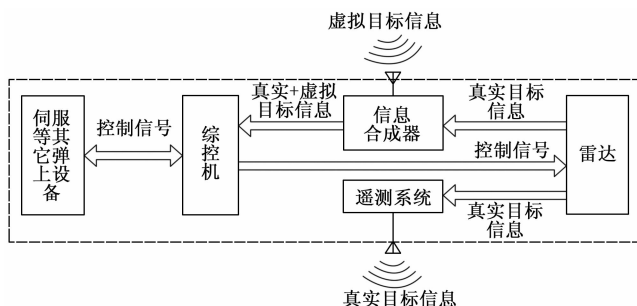 虚拟目标信息
真实+虚拟
目标信息
真实目标
信息
伺服
等其
它弹
上设
备
控制信号
综
控
机
信息
合成器
控制信号
雷达
遥测系统
真实目标
信息
真实目标信息